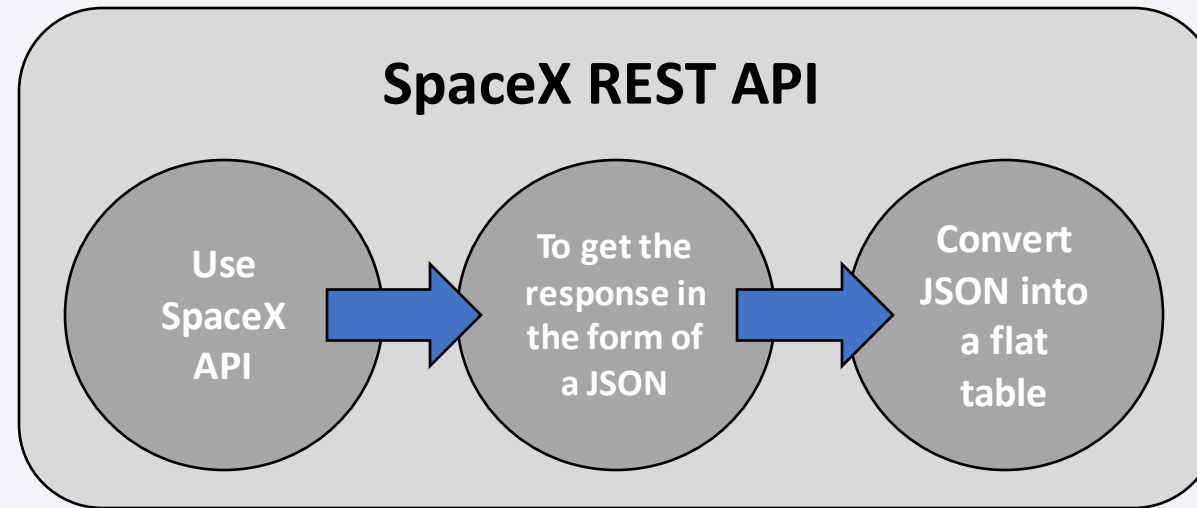 SpaceX REST API
Use
SpaceX
API
To get the
response in
the form of
a JSON
Convert
JSON into
a flat
table